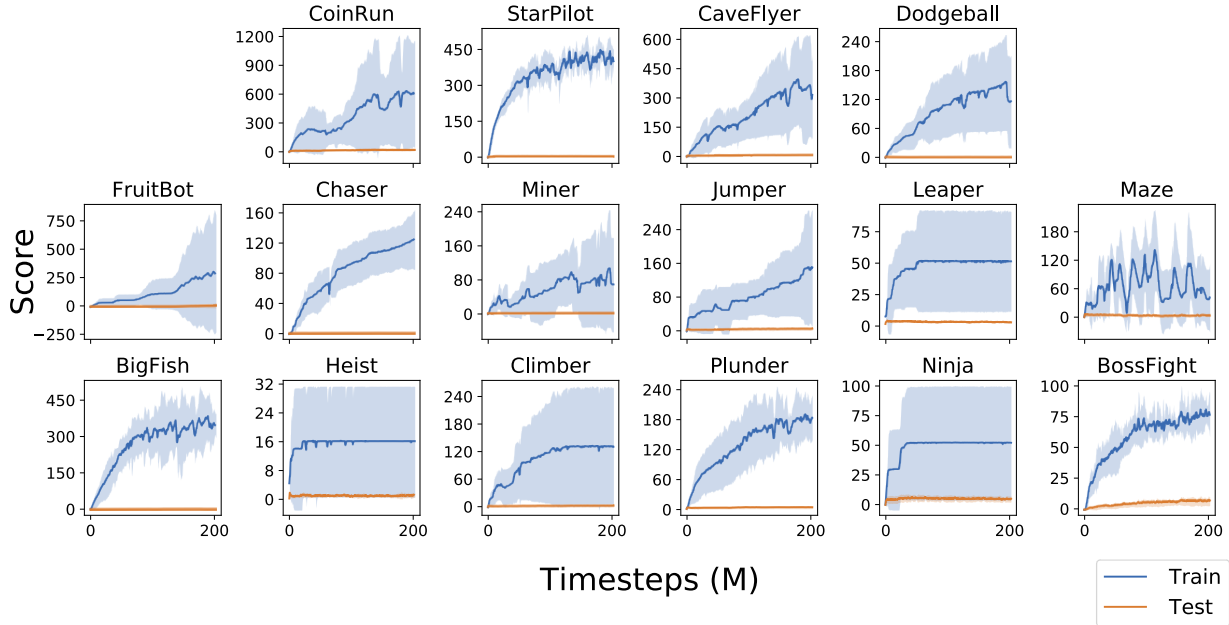 CoinRun StarPilot CaveFlyer Dodgeball
1200 450 600 240
900 450 180
600 300 300 120
300 150 150 60
0 0 0 0
FruitBot Chaser Miner Jumper Leaper Maze
750 160 240 240 75 180
500 120 160 160 50 120
250 80 80 80 25 60
0 40 0 0 0 0
−250 0
Score
BigFish Heist Climber Plunder Ninja BossFight
450 32 240 240 100 100
300 24 180 180 75 75
150 16 120 120 50 50
0 8 60 60 25 25
0 0 0 0 0
0 200 0 200 0 200 0 200 0 200 0 200
Timesteps (M)
Train
Test